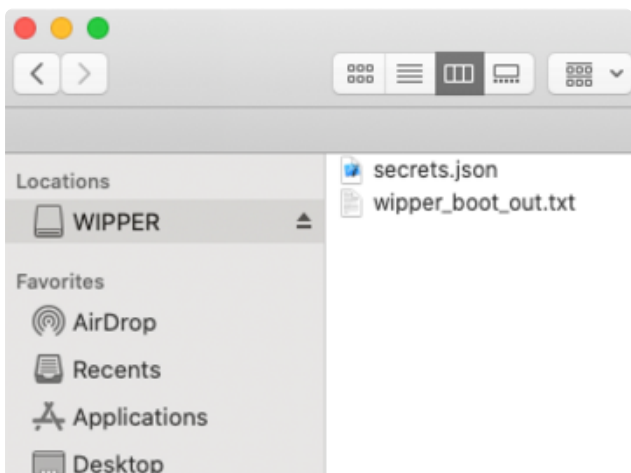 Locations
WIPPER
Favorites
AirDrop
Recents
Applications
Desktop
secrets.json
wipper_boot_out.txt